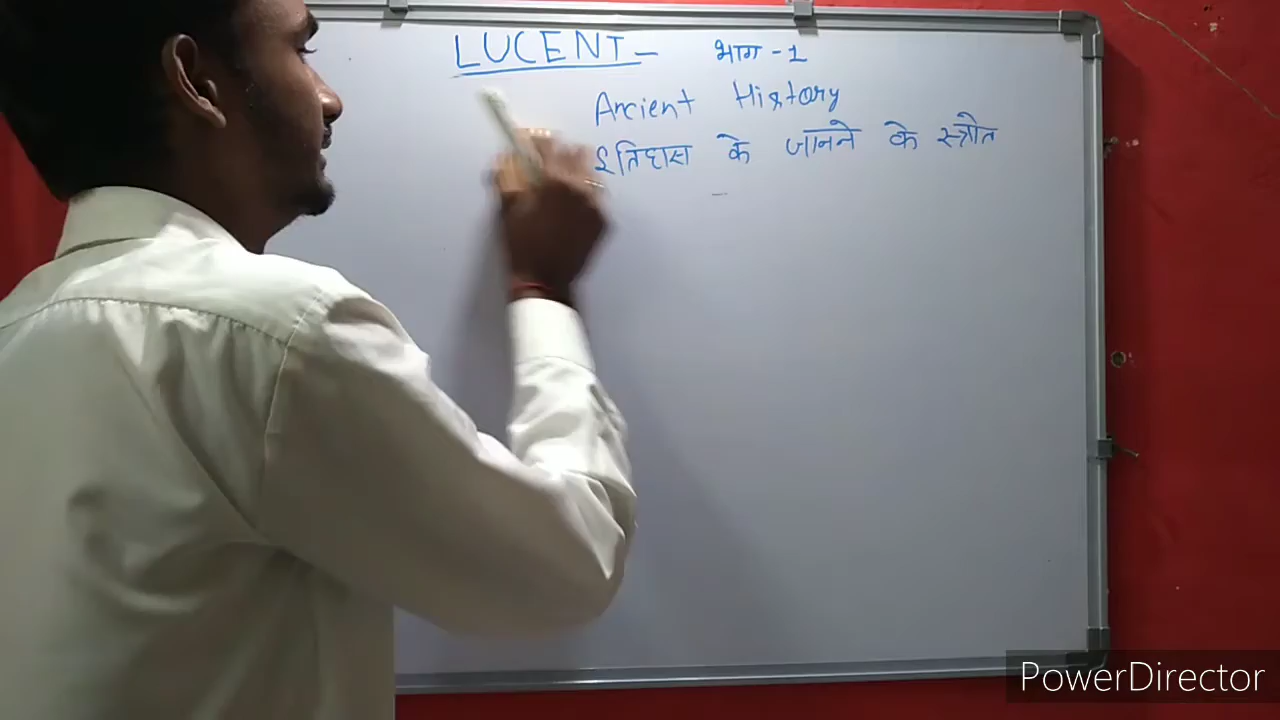 LUCENT – भाग - 1
Ancient History
इतिहास के जानने के स्त्रोत
PowerDirector